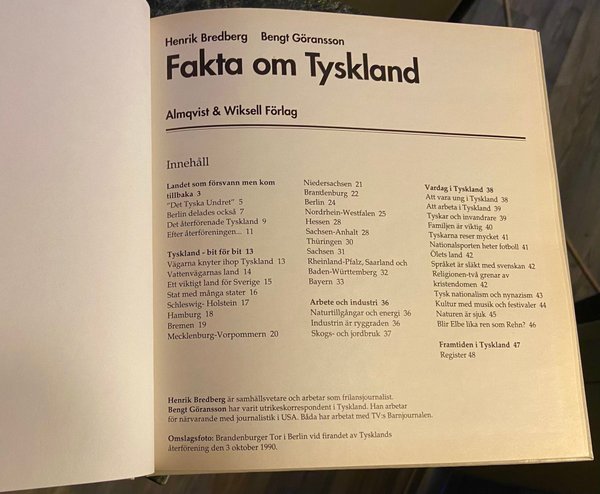 Henrik Bredberg Bengt Göransson
Fakta om Tyskland
Almqvist & Wiksell Förlag
Innehåll
Landet som försvann men kom
tillbaka 3
"Det Tyska Undret" 5
Berlin delades också 7
Det återförenade Tyskland 9
Efter återföreningen... 11
Tyskland - bit för bit 13
Vägarna knyter ihop Tyskland 13
Vattenvägarnas land 14
Ett viktigt land för Sverige 15
Stat med många stater 16
Schleswig- Holstein 17
Hamburg 18
Bremen 19
Mecklenburg-Vorpommern 20
Niedersachsen 21
Brandenburg 22
Berlin 24
Nordrhein-Westfalen 25
Hessen 28
Sachsen-Anhalt 28
Thüringen 30
Sachsen 31
Rheinland-Pfalz, Saarland och
Baden-Württemberg 32
Bayern 33
Arbete och industri 36
Naturtillgångar och energi 36
Industrin är ryggraden 36
Skogs- och jordbruk 37
Vardag i Tyskland 38
Att vara ung i Tyskland 38
Att arbeta i Tyskland 39
Tyskar och invandrare 39
Familjen är viktig 40
Tyskarna reser mycket 41
Nationalsporten heter fotboll 41
Ölets land 42
Språket är släkt med svenskan 42
Religionen-två grenar av
kristendomen 42
Tysk nationalism och nynazism 43
Kultur med musik och festivaler 44
Naturen är sjuk 45
Blir Elbe lika ren som Rehn? 46
Framtiden i Tyskland 47
Register 48
Henrik Bredberg är samhällsvetare och arbetar som frilansjournalist.
Bengt Göransson har varit utrikeskorrespondent i Tyskland. Han arbetar
för närvarande med journalistik i USA. Båda har arbetat med TV:s Barnjournalen.
Omslagsfoto: Brandenburger Tor i Berlin vid firandet av Tysklands
återförening den 3 oktober 1990.